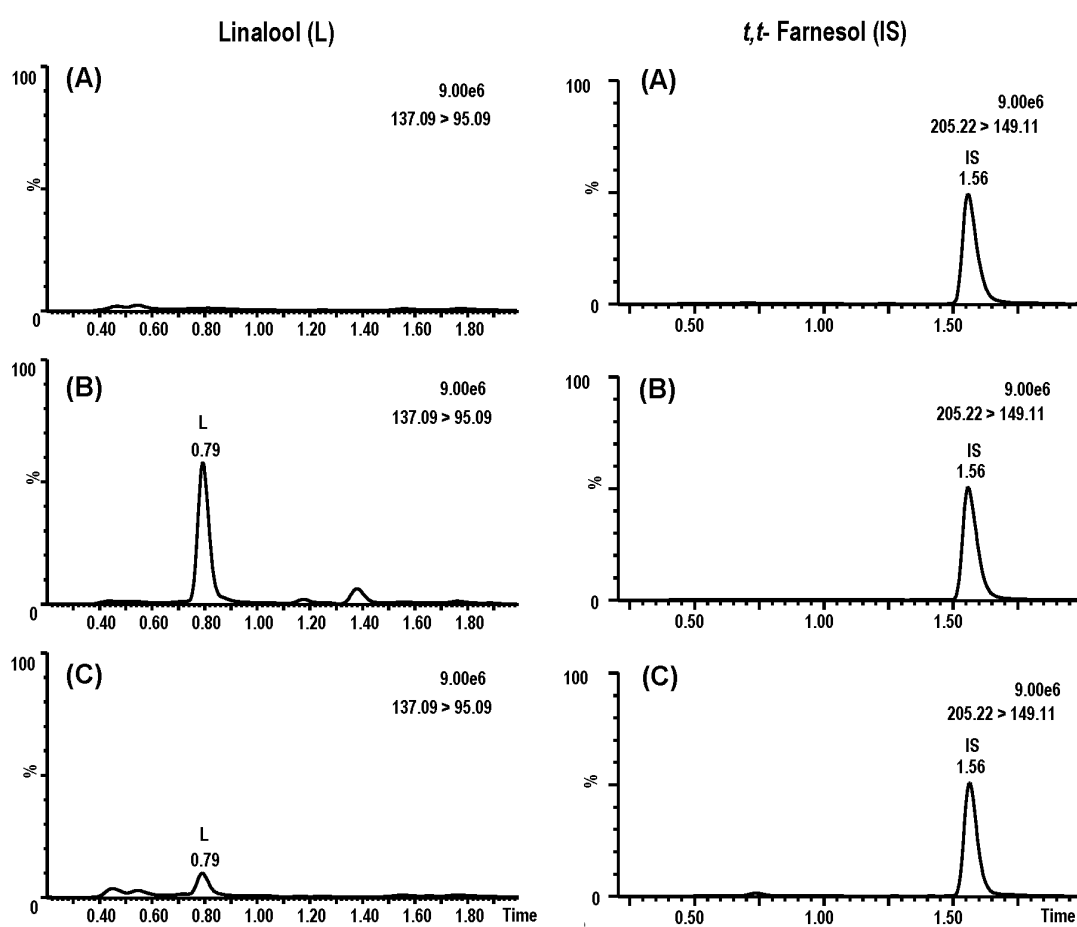 Linalool (L)
t,t- Farnesol (IS)
(A)
100
9.00e6
137.09 > 95.09
%
0
0.40 0.60 0.80 1.00 1.20 1.40 1.60 1.80
(A)
100
9.00e6
205.22 > 149.11
IS
1.56
%
0
0.50 1.00 1.50
(B)
100
9.00e6
137.09 > 95.09
L
0.79
%
0
0.40 0.60 0.80 1.00 1.20 1.40 1.60 1.80
(B)
100
9.00e6
205.22 > 149.11
IS
1.56
%
0
0.50 1.00 1.50
(C)
100
9.00e6
137.09 > 95.09
L
0.79
%
0
0.40 0.60 0.80 1.00 1.20 1.40 1.60 1.80 Time
(C)
100
9.00e6
205.22 > 149.11
IS
1.56
%
0
0.50 1.00 1.50 Time